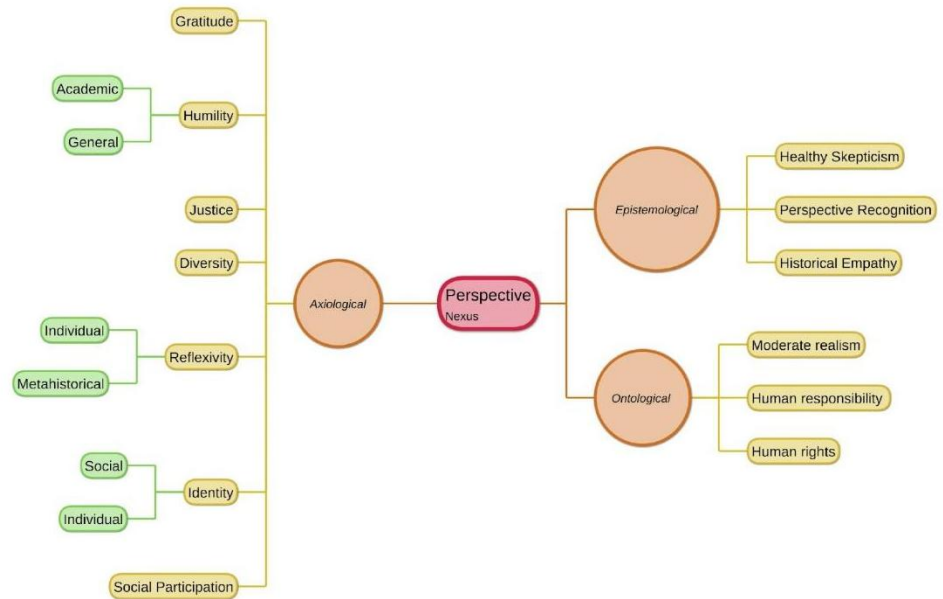 Gratitude
Academic
Humility
General
Justice
Diversity
Individual
Reflexivity
Metahistorical
Social
Identity
Individual
Social Participation
Axiological
Perspective
Nexus
Epistemological
Healthy Skepticism
Perspective Recognition
Historical Empathy
Ontological
Moderate realism
Human responsibility
Human rights